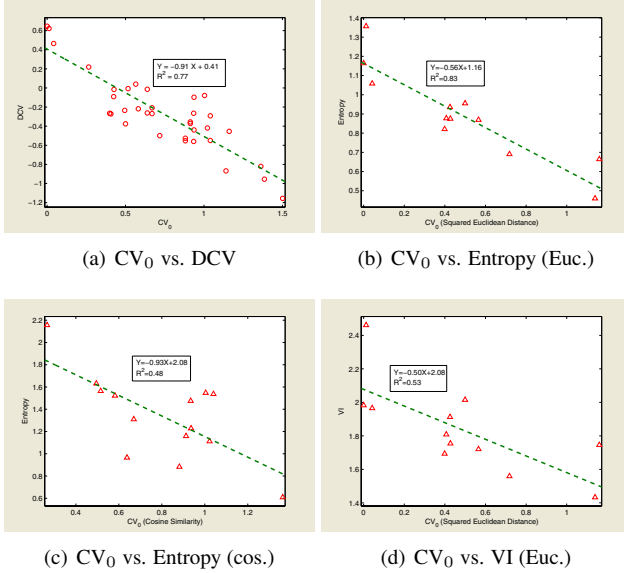 0.6
0.4
0.2
0
−0.2
−0.4
−0.6
−0.8
−1
−1.2
DCV
Y = −0.91 X + 0.41
R² = 0.77
0 0.5 1 1.5
CV₀
(a) CV₀ vs. DCV
1.4
1.3
1.2
1.1
1
0.9
0.8
0.7
0.6
0.5
Entropy
Y=−0.56X+1.16
R²=0.83
0 0.2 0.4 0.6 0.8 1
CV₀ (Squared Euclidean Distance)
(b) CV₀ vs. Entropy (Euc.)
2.2
2
1.8
1.6
1.4
1.2
1
0.8
0.6
Entropy
Y=−0.93X+2.08
R²=0.48
0.4 0.6 0.8 1 1.2
CV₀ (Cosine Similarity)
(c) CV₀ vs. Entropy (cos.)
2.4
2.2
2
1.8
1.6
1.4
VI
Y=−0.50X+2.08
R²=0.53
0 0.2 0.4 0.6 0.8 1
CV₀ (Squared Euclidean Distance)
(d) CV₀ vs. VI (Euc.)